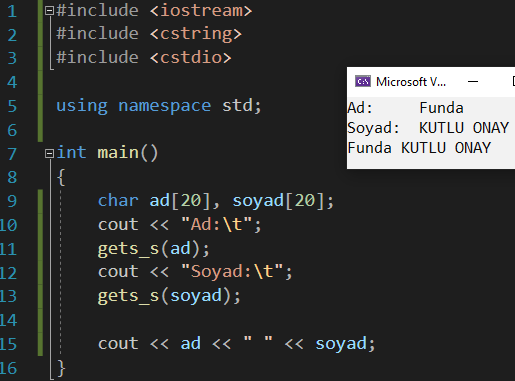 1 #include <iostream>
2 #include <cstring>
3 #include <cstdio>
4
5 using namespace std;
6
7 int main()
8 {
9 char ad[20], soyad[20];
10 cout << "Ad:\t";
11 gets_s(ad);
12 cout << "Soyad:\t";
13 gets_s(soyad);
14
15 cout << ad << " " << soyad;
16 }
Microsoft V...
Ad: Funda
Soyad: KUTLU ONAY
Funda KUTLU ONAY